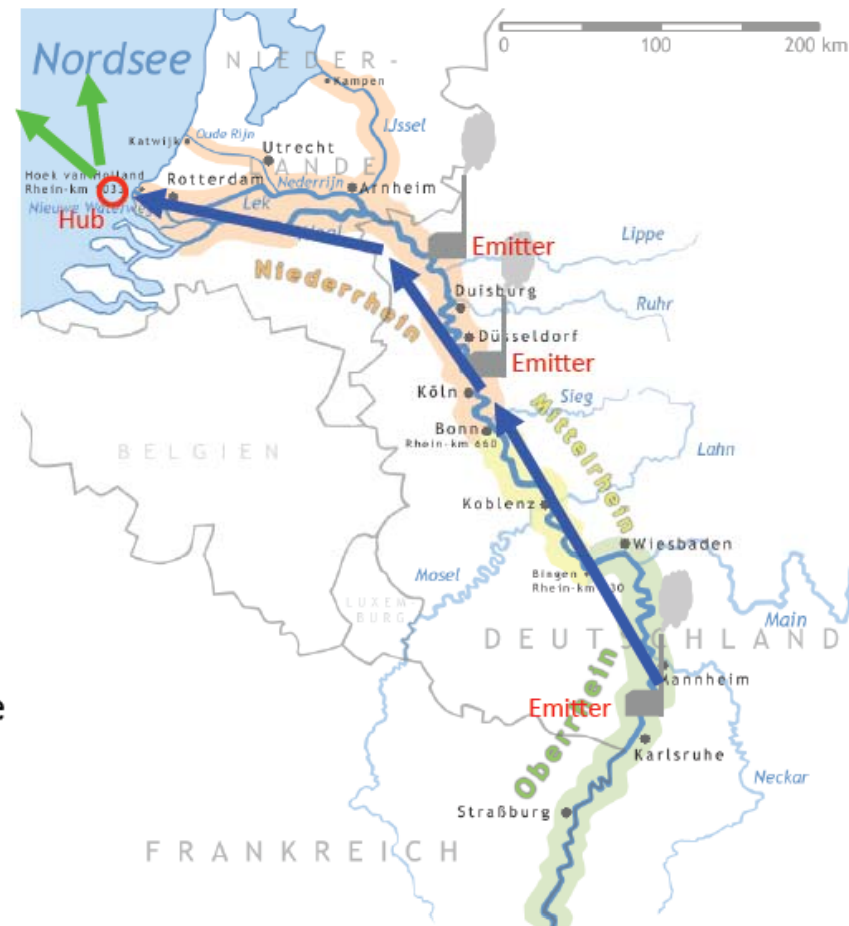 0 100 200 km
Nordsee
NIEDER-
LANDE
Kampen
IJssel
Katwijk
Oude Rijn
Utrecht
Hoek van Holland
Rhein-km
Rotterdam
Nederrijn
Arnheim
Lek
Hub
Emitter
Lippe
Niederrhein
Duisburg
Ruhr
Düsseldorf
Emitter
Köln
Sieg
Mittelrhein
Bonn
Rhein-km 660
BELGIEN
Lahn
Koblenz
Wiesbaden
Mosel
Bingen
Rhein-km
LUXEM-
BURG
Main
DEUTSCHLAND
Mannheim
Emitter
Oberrhein
e
Karlsruhe
Neckar
Straßburg
FRANKREICH